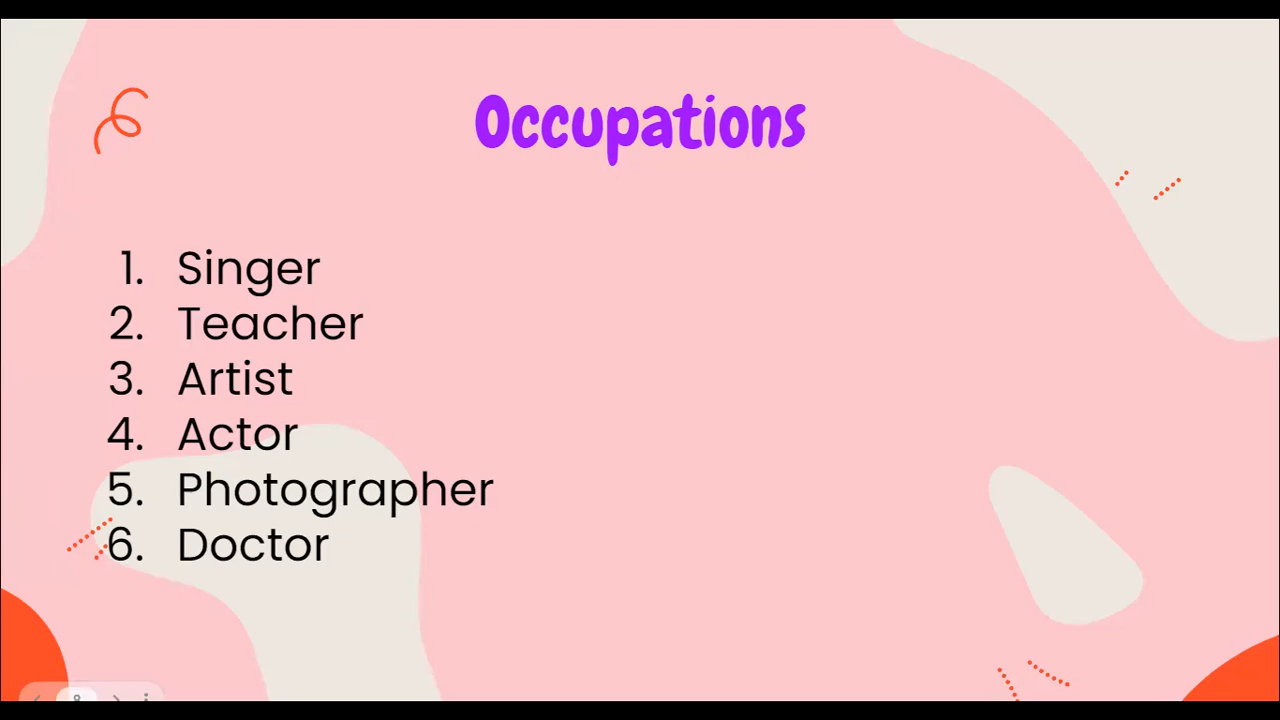 Occupations
1. Singer
2. Teacher
3. Artist
4. Actor
5. Photographer
6. Doctor